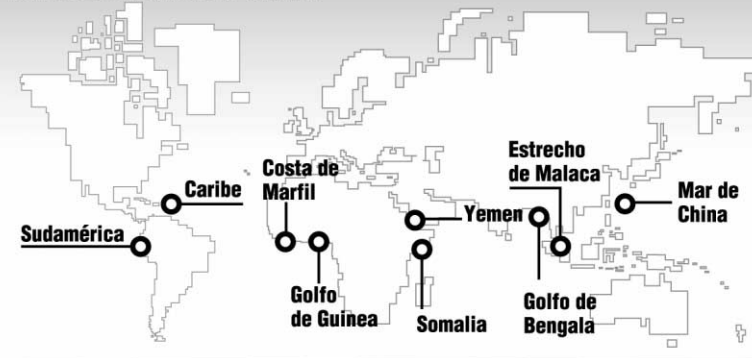 Caribe
Sudamérica
Costa de
Marfil
Golfo
de Guinea
Yemen
Somalia
Estrecho
de Malaca
Golfo de
Bengala
Mar de
China